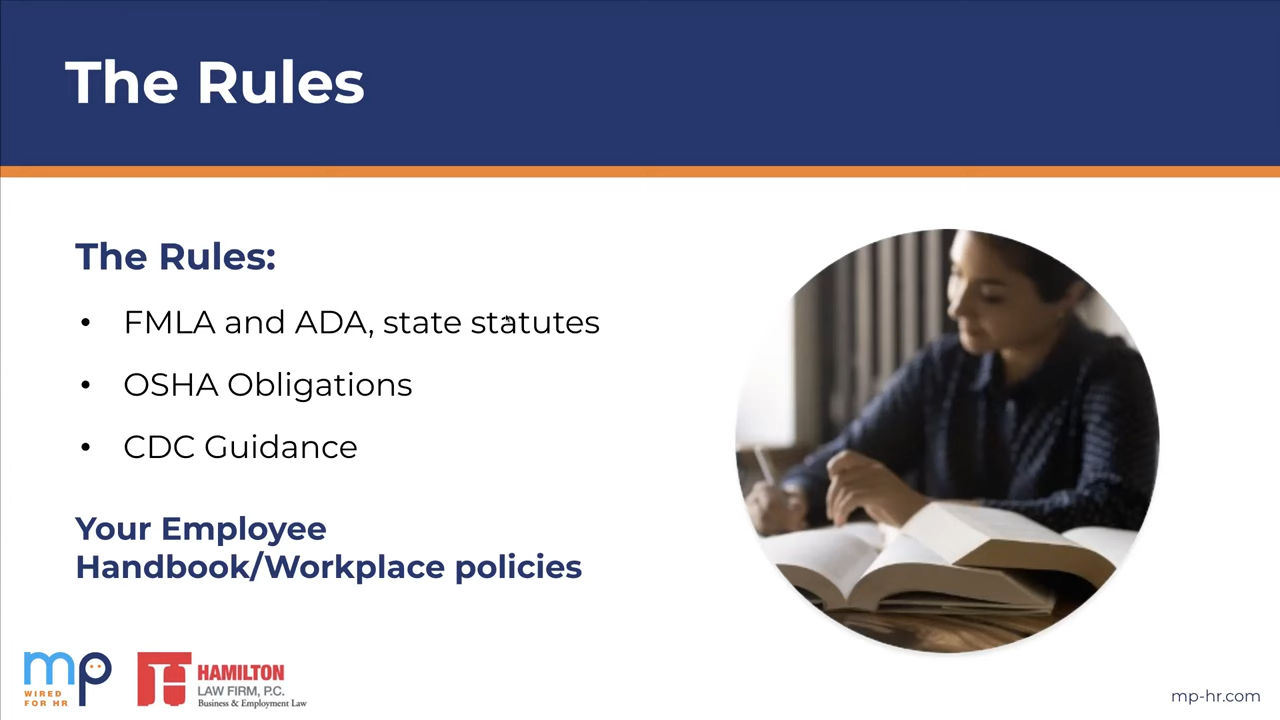 The Rules
The Rules:
• FMLA and ADA, state statutes
• OSHA Obligations
• CDC Guidance
Your Employee
Handbook/Workplace policies
mp
WIRED
FOR HR
HAMILTON
LAW FIRM, P.C.
Business & Employment Law
mp-hr.com